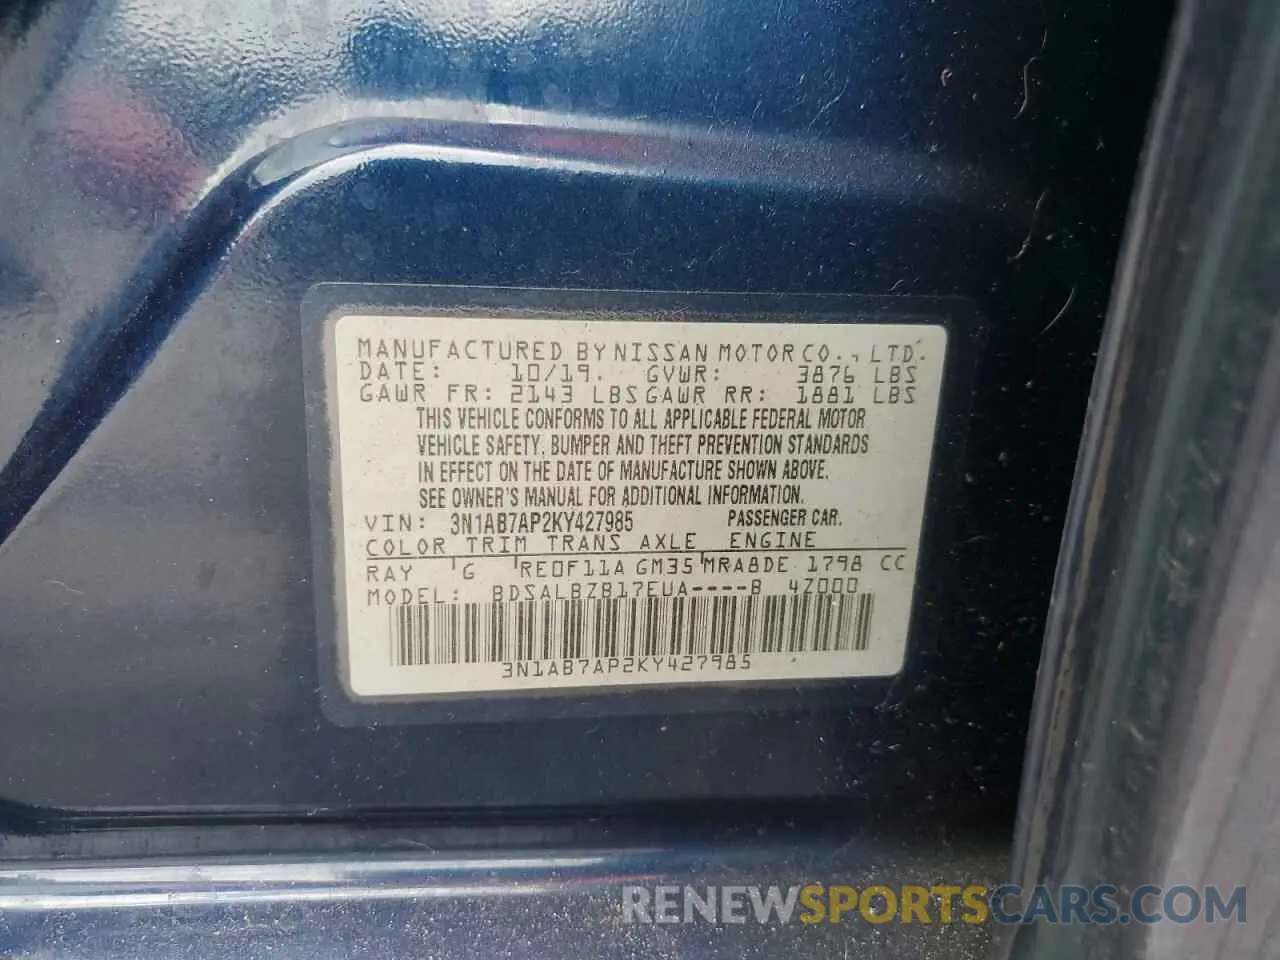 MANUFACTURED BY NISSAN MOTOR CO., LTD.
DATE: 10/19. GVWR: 3876 LBS
GAWR FR: 2143 LBS GAWR RR: 1881 LBS
THIS VEHICLE CONFORMS TO ALL APPLICABLE FEDERAL MOTOR
VEHICLE SAFETY, BUMPER AND THEFT PREVENTION STANDARDS
IN EFFECT ON THE DATE OF MANUFACTURE SHOWN ABOVE.
SEE OWNER'S MANUAL FOR ADDITIONAL INFORMATION.
VIN: 3N1AB7AP2KY427985 PASSENGER CAR.
COLOR TRIM TRANS AXLE ENGINE
RAY G RE0F11A GM35 MRA8DE 1798 CC
MODEL: BDSALBZB17EUA----B 4Z000
3N1AB7AP2KY427985
RENEWSPORTSCARS.COM